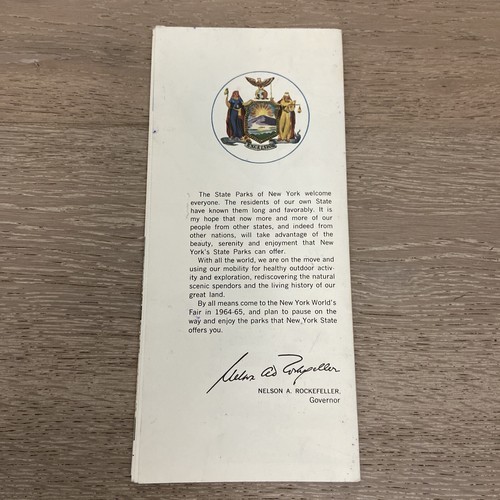 EXCELSIOR
The State Parks of New York welcome
everyone. The residents of our own State
have known them long and favorably. It is
my hope that now more and more of our
people from other states, and indeed from
other nations, will take advantage of the
beauty, serenity and enjoyment that New
York's State Parks can offer.
With all the world, we are on the move and
using our mobility for healthy outdoor activ-
ity and exploration, rediscovering the natural
scenic spendors and the living history of our
great land.
By all means come to the New York World's
Fair in 1964-65, and plan to pause on the
way and enjoy the parks that New York State
offers you.
Nelson A Rockefeller
NELSON A. ROCKEFELLER,
Governor